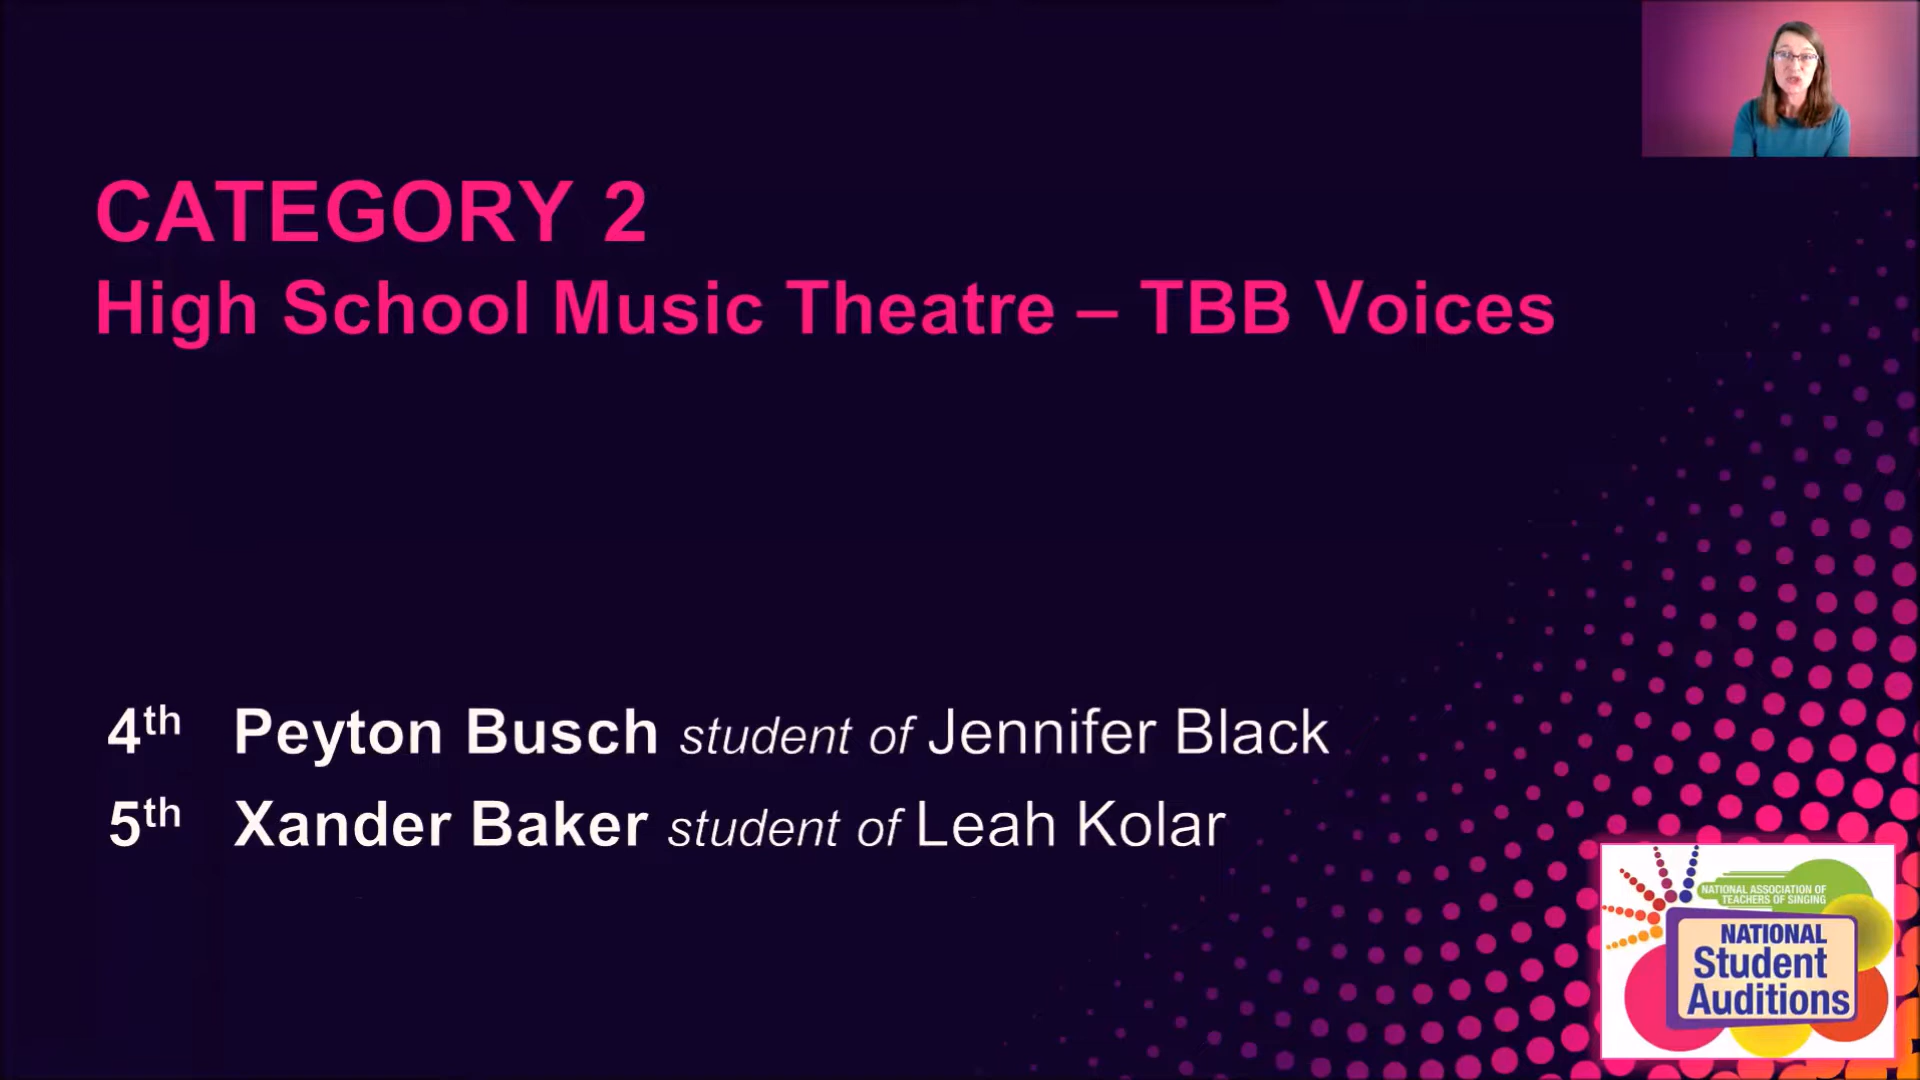 CATEGORY 2
High School Music Theatre – TBB Voices
4th Peyton Busch student of Jennifer Black
5th Xander Baker student of Leah Kolar
NATIONAL ASSOCIATION OF
TEACHERS OF SINGING
NATIONAL
Student
Auditions